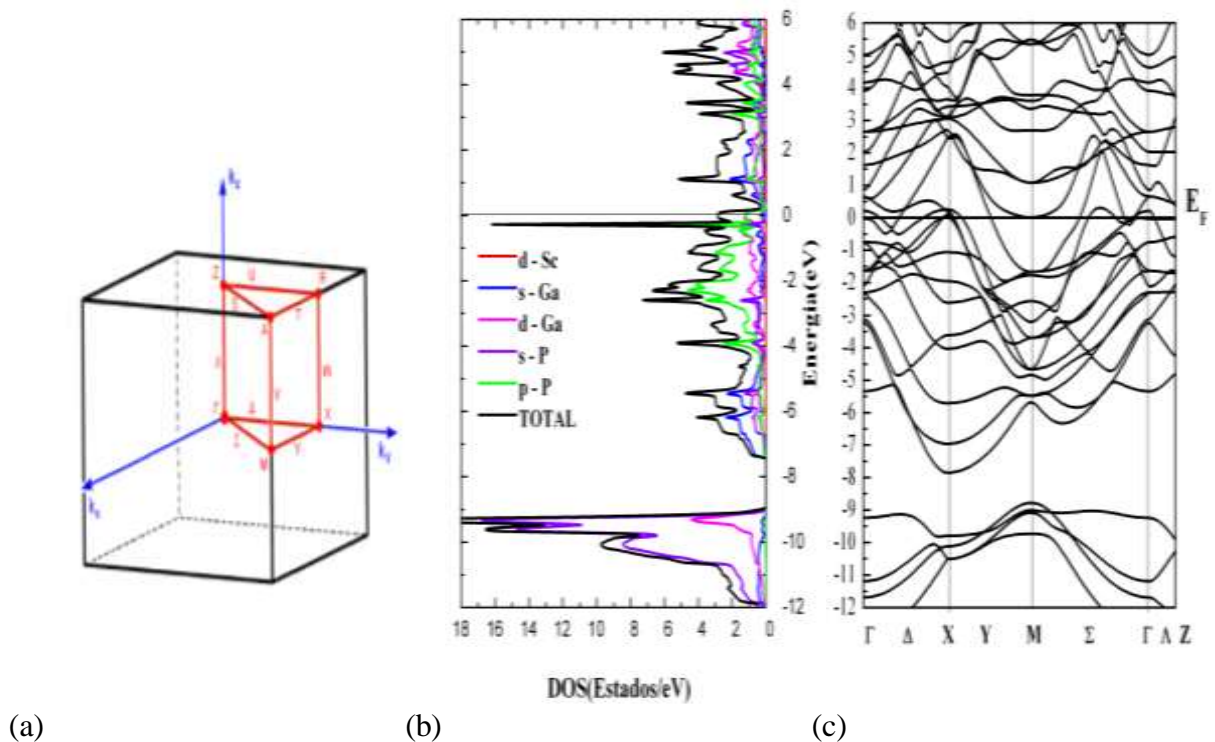 k_z
Z
U
A
T
W
Γ
Δ
X
Σ
Y
M
k_y
k_x
6
4
2
0
-2
-4
-6
-8
-10
-12
Energia(eV)
d - Sc
s - Ga
d - Ga
s - P
p - P
TOTAL
18 16 14 12 10 8 6 4 2 0
DOS(Estados/eV)
6
5
4
3
2
1
0
-1
-2
-3
-4
-5
-6
-7
-8
-9
-10
-11
-12
E_F
Γ Δ X Y M Σ Γ Λ Z
(a) (b) (c)